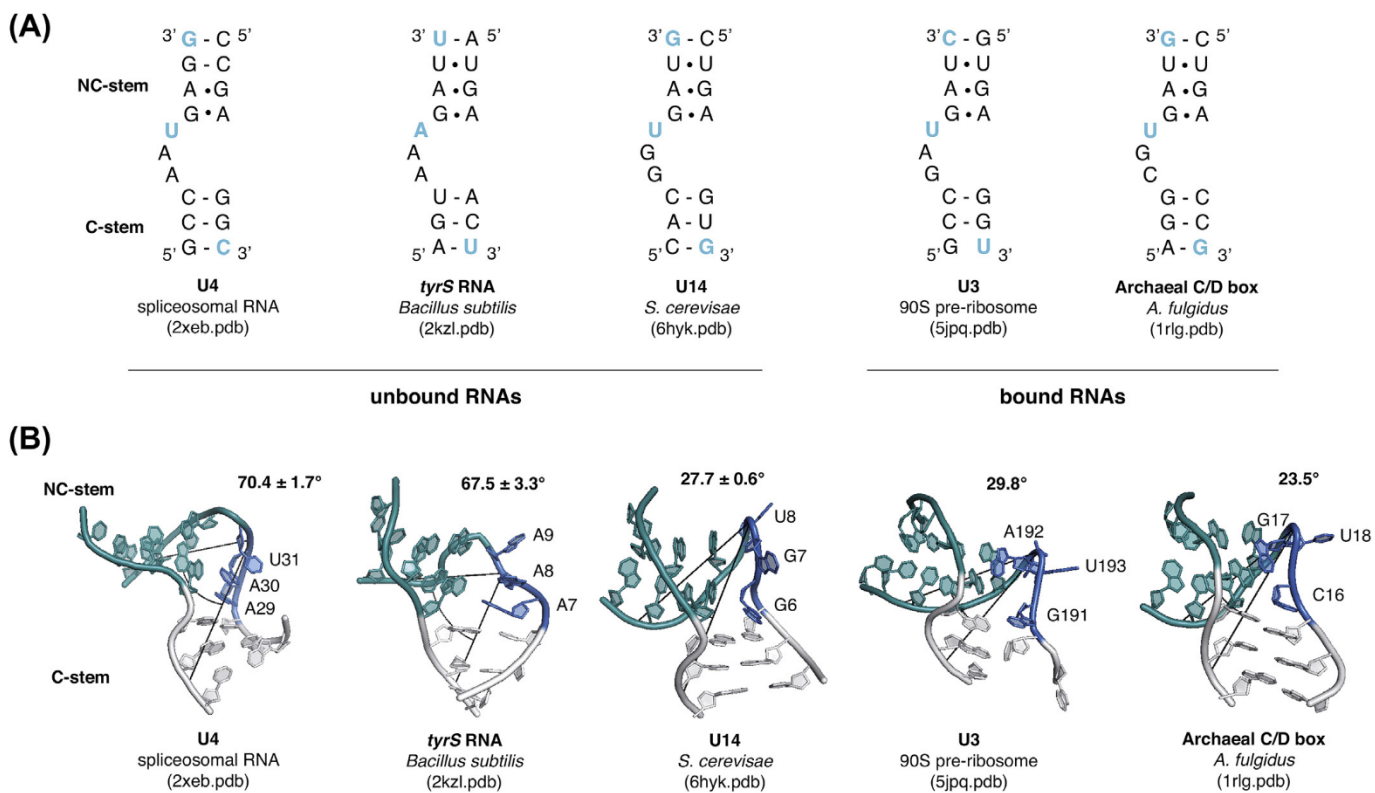 (A)
3' G - C 5' 3' U - A 5' 3' G - C 5' 3' C - G 5' 3' G - C 5'
NC-stem G - C U • U U • U U • U U • U
A • G A • G A • G A • G A • G
G • A G • A G • A G • A G • A
U A U U U
A A G A G
A A G G C
C - G U - A C - G C - G G - C
C-stem C - G G - C A - U C - G G - C
5' G - C 3' 5' A - U 3' 5' C - G 3' 5' G U 3' 5' A - G 3'
U4 tyrS RNA U14 U3 Archaeal C/D box
spliceosomal RNA Bacillus subtilis S. cerevisae 90S pre-ribosome A. fulgidus
(2xeb.pdb) (2kzl.pdb) (6hyk.pdb) (5jpq.pdb) (1rlg.pdb)
unbound RNAs bound RNAs
(B)
70.4 ± 1.7° 67.5 ± 3.3° 27.7 ± 0.6° 29.8° 23.5°
NC-stem
U31 A9 U8 A192 G17 U18
A30 A8 G7 U193
A29 A7 G6 G191 C16
C-stem
U4 tyrS RNA U14 U3 Archaeal C/D box
spliceosomal RNA Bacillus subtilis S. cerevisae 90S pre-ribosome A. fulgidus
(2xeb.pdb) (2kzl.pdb) (6hyk.pdb) (5jpq.pdb) (1rlg.pdb)